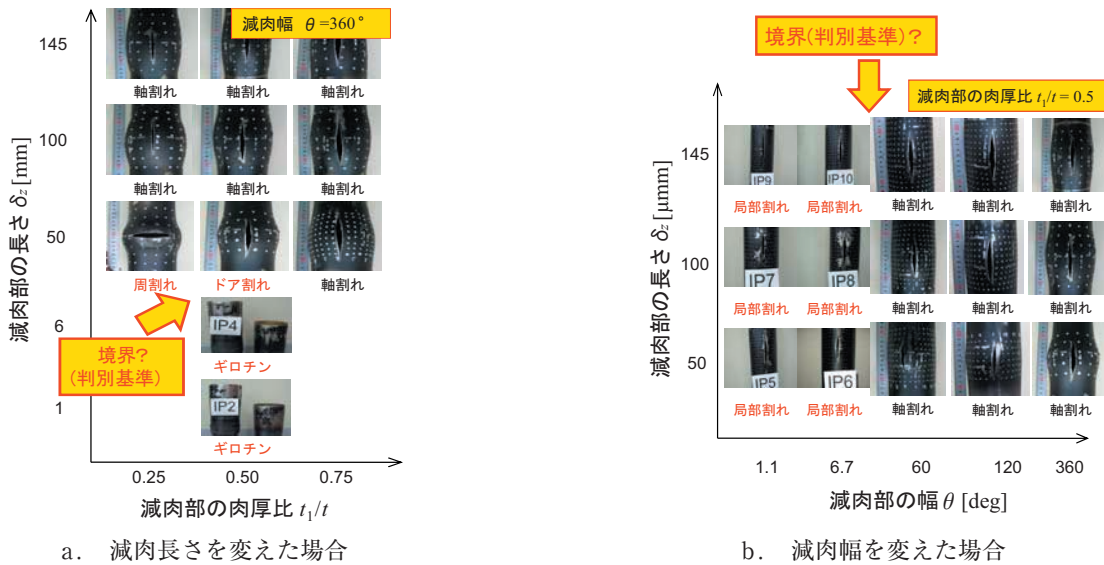 減肉幅 θ=360°
145
軸割れ 軸割れ 軸割れ
100
軸割れ 軸割れ 軸割れ
50
周割れ ドア割れ 軸割れ
6
IP4
ギロチン
境界?
(判別基準)
1
IP2
ギロチン
0.25 0.50 0.75
減肉部の長さ δz [mm]
減肉部の肉厚比 t1/t
a. 減肉長さを変えた場合
境界(判別基準)?
減肉部の肉厚比 t1/t = 0.5
145
IP9 IP10
局部割れ 局部割れ 軸割れ 軸割れ 軸割れ
100
IP7 IP8
局部割れ 局部割れ 軸割れ 軸割れ 軸割れ
50
IP5 IP6
局部割れ 局部割れ 軸割れ 軸割れ 軸割れ
1.1 6.7 60 120 360
減肉部の長さ δz [μmm]
減肉部の幅 θ [deg]
b. 減肉幅を変えた場合